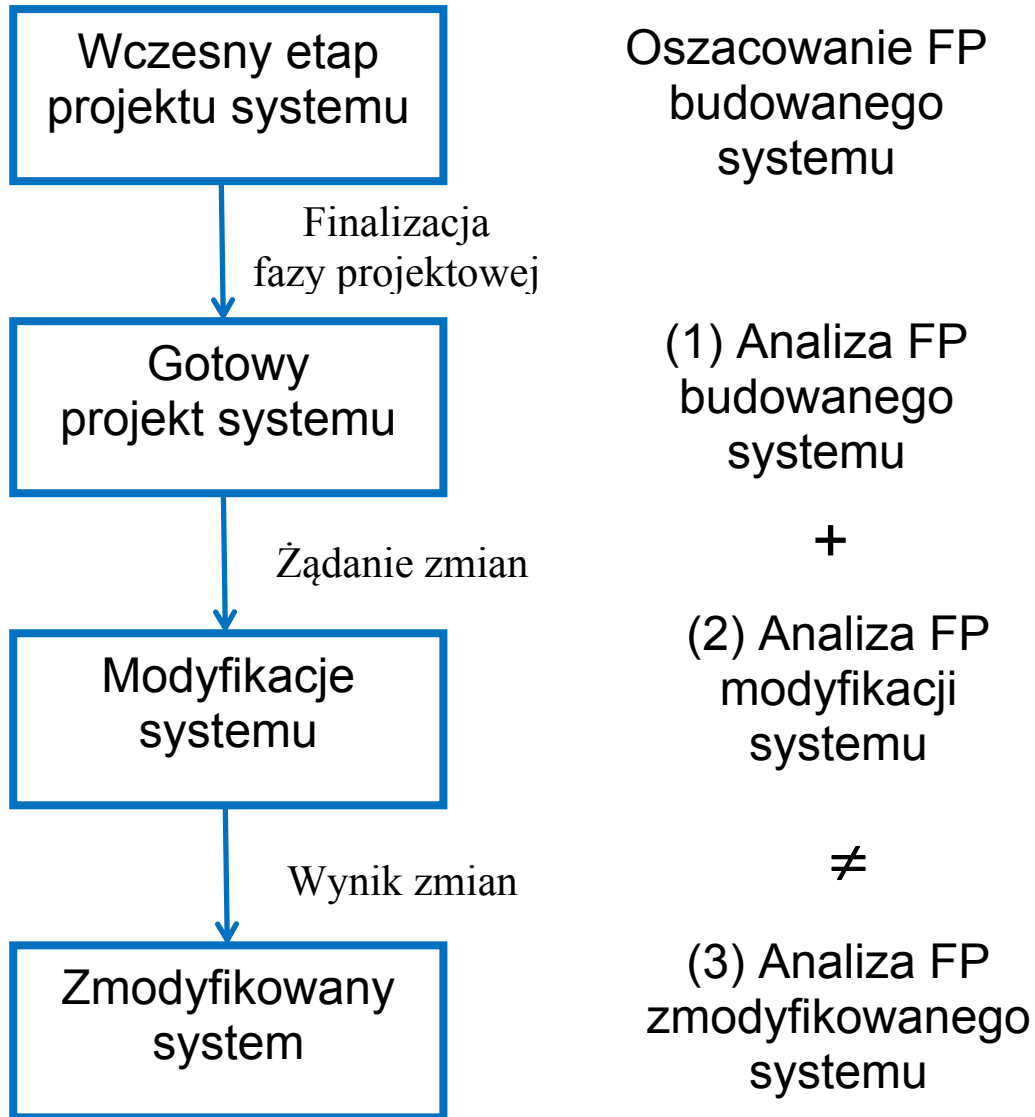 Wczesny etap
projektu systemu
Oszacowanie FP
budowanego
systemu
Finalizacja
fazy projektowej
Gotowy
projekt systemu
(1) Analiza FP
budowanego
systemu
+
Żądanie zmian
Modyfikacje
systemu
(2) Analiza FP
modyfikacji
systemu
≠
Wynik zmian
Zmodyfikowany
system
(3) Analiza FP
zmodyfikowanego
systemu